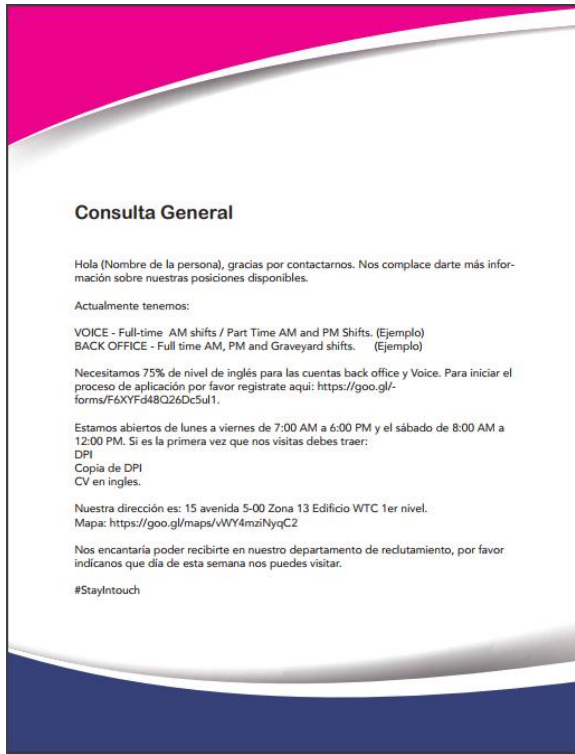 Consulta General
Hola (Nombre de la persona), gracias por contactarnos. Nos complace darte más infor-
mación sobre nuestras posiciones disponibles.
Actualmente tenemos:
VOICE - Full-time AM shifts / Part Time AM and PM Shifts. (Ejemplo)
BACK OFFICE - Full time AM, PM and Graveyard shifts. (Ejemplo)
Necesitamos 75% de nivel de inglés para las cuentas back office y Voice. Para iniciar el
proceso de aplicación por favor registrate aqui: https://goo.gl/-
forms/F6XYFd48Q26Dc5ul1.
Estamos abiertos de lunes a viernes de 7:00 AM a 6:00 PM y el sábado de 8:00 AM a
12:00 PM. Si es la primera vez que nos visitas debes traer:
DPI
Copia de DPI
CV en ingles.
Nuestra dirección es: 15 avenida 5-00 Zona 13 Edificio WTC 1er nivel.
Mapa: https://goo.gl/maps/vWY4mziNyqC2
Nos encantaría poder recibirte en nuestro departamento de reclutamiento, por favor
indícanos que día de esta semana nos puedes visitar.
#StayIntouch